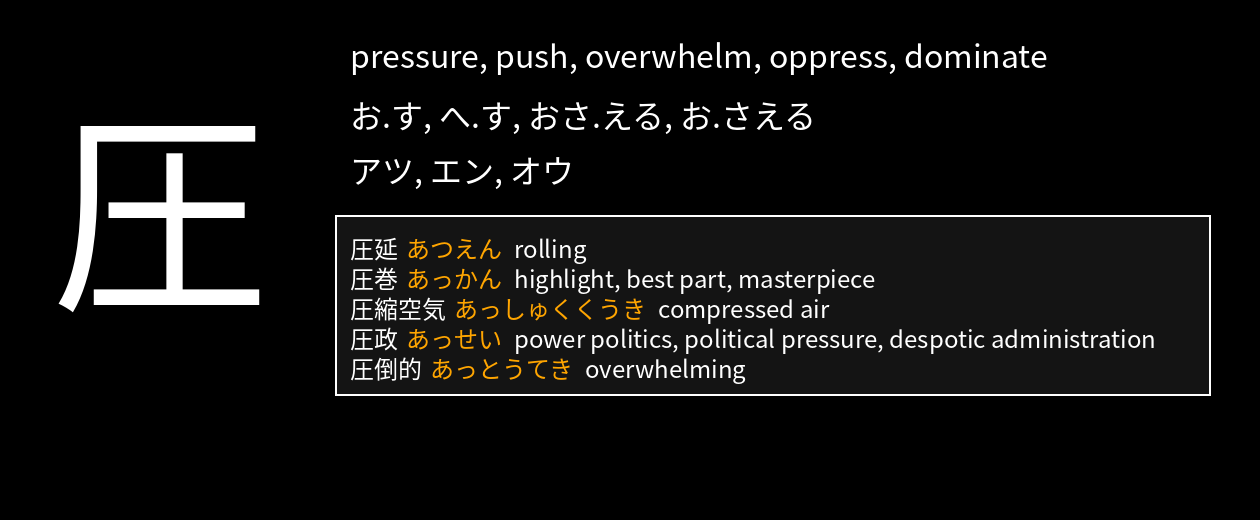 圧
pressure, push, overwhelm, oppress, dominate
お.す, へ.す, おさ.える, お.さえる
アツ, エン, オウ
圧延 あつえん rolling
圧巻 あっかん highlight, best part, masterpiece
圧縮空気 あっしゅくくうき compressed air
圧政 あっせい power politics, political pressure, despotic administration
圧倒的 あっとうてき overwhelming